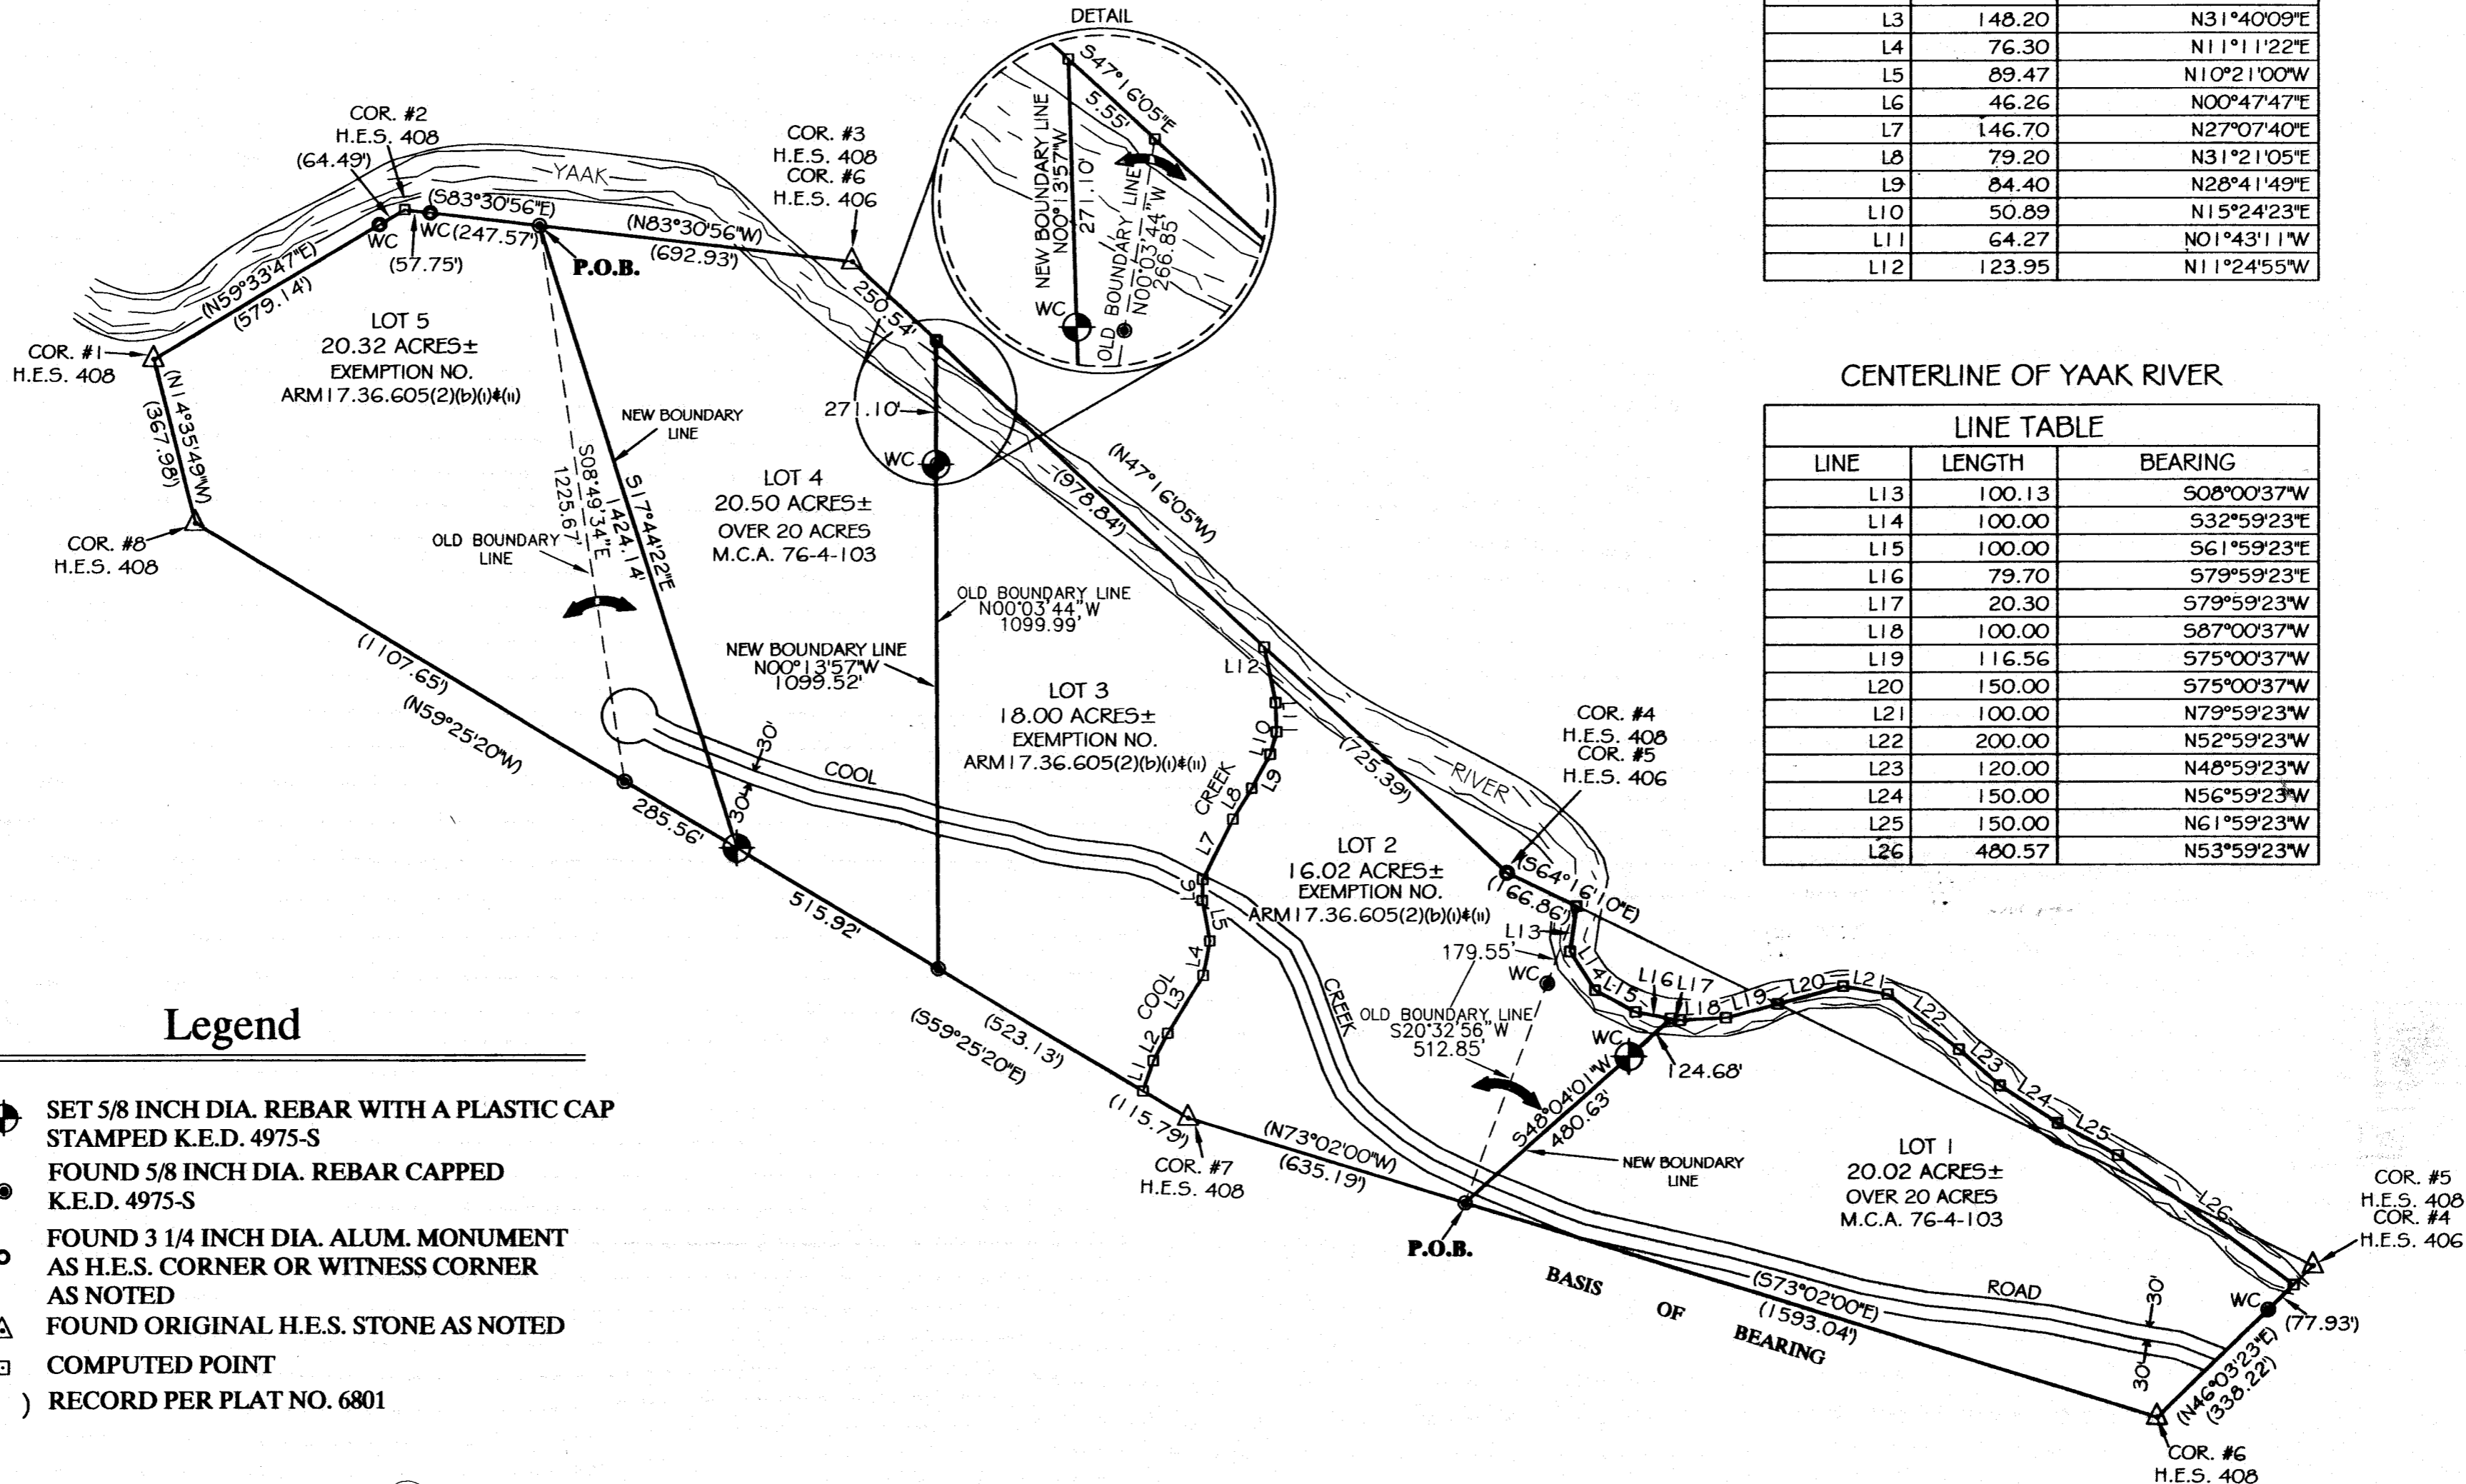 DETAIL
S47°16'05"E
5.55'
NEW BOUNDARY LINE
N00°13'57"W
271.10'
OLD BOUNDARY LINE
N00°03'44"W
266.85'
WC
L3 148.20 N31°40'09"E
L4 76.30 N11°11'22"E
L5 89.47 N10°21'00"W
L6 46.26 N00°47'47"E
L7 146.70 N27°07'40"E
L8 79.20 N31°21'05"E
L9 84.40 N28°41'49"E
L10 50.89 N15°24'23"E
L11 64.27 N01°43'11"W
L12 123.95 N11°24'55"W
CENTERLINE OF YAAK RIVER
LINE TABLE
LINE LENGTH BEARING
L13 100.13 S08°00'37"W
L14 100.00 S32°59'23"E
L15 100.00 S61°59'23"E
L16 79.70 S79°59'23"E
L17 20.30 S79°59'23"W
L18 100.00 S87°00'37"W
L19 116.56 S75°00'37"W
L20 150.00 S75°00'37"W
L21 100.00 N79°59'23"W
L22 200.00 N52°59'23"W
L23 120.00 N48°59'23"W
L24 150.00 N56°59'23"W
L25 150.00 N61°59'23"W
L26 480.57 N53°59'23"W
COR. #2
H.E.S. 408
(64.49')
YAAK
WC
WC
(57.75')
(S83°30'56"E)
(247.57')
P.O.B.
(N83°30'56"W)
(692.93')
COR. #3
H.E.S. 408
COR. #6
H.E.S. 406
250.54'
(N59°33'47"E)
(579.14')
COR. #1
H.E.S. 408
(N14°35'49"W)
(367.98')
COR. #8
H.E.S. 408
LOT 5
20.32 ACRES±
EXEMPTION NO.
ARM17.36.605(2)(b)(i)&(ii)
NEW BOUNDARY
LINE
S08°49'34"E
1225.67'
S17°44'22"E
1424.14'
OLD BOUNDARY
LINE
LOT 4
20.50 ACRES±
OVER 20 ACRES
M.C.A. 76-4-103
271.10'
WC
(978.84')
(N47°16'05"W)
OLD BOUNDARY LINE
N00°03'44"W
1099.99'
NEW BOUNDARY LINE
N00°13'57"W
1099.52'
LOT 3
18.00 ACRES±
EXEMPTION NO.
ARM17.36.605(2)(b)(i)&(ii)
(1107.65')
(N59°25'20"W)
285.56'
30'
30'
COOL
515.92'
(523.13')
(S59°25'20"E)
L12
L11
L10
L9
L8
CREEK
L7
L6
L5
L4
L3
COOL
L2
L1
(115.79')
COR. #7
H.E.S. 408
(725.39')
RIVER
COR. #4
H.E.S. 408
COR. #5
H.E.S. 406
LOT 2
16.02 ACRES±
EXEMPTION NO.
ARM17.36.605(2)(b)(i)&(ii)
(S64°16'10"E)
(166.86')
L13
179.55'
WC
L14
L15
L16
L17
L18
L19
L20
L21
L22
L23
L24
L25
L26
CREEK
OLD BOUNDARY LINE
S20°32'56"W
512.85'
WC
124.68'
S48°04'01"W
480.63'
NEW BOUNDARY
LINE
(N73°02'00"W)
(635.19')
P.O.B.
LOT 1
20.02 ACRES±
OVER 20 ACRES
M.C.A. 76-4-103
BASIS
OF
BEARING
(S73°02'00"E)
(1593.04')
ROAD
30'
30'
COR. #5
H.E.S. 408
COR. #4
H.E.S. 406
WC
(77.93')
(N46°03'23"E)
(338.22')
COR. #6
H.E.S. 408
Legend
SET 5/8 INCH DIA. REBAR WITH A PLASTIC CAP
STAMPED K.E.D. 4975-S
FOUND 5/8 INCH DIA. REBAR CAPPED
K.E.D. 4975-S
FOUND 3 1/4 INCH DIA. ALUM. MONUMENT
AS H.E.S. CORNER OR WITNESS CORNER
AS NOTED
FOUND ORIGINAL H.E.S. STONE AS NOTED
COMPUTED POINT
) RECORD PER PLAT NO. 6801